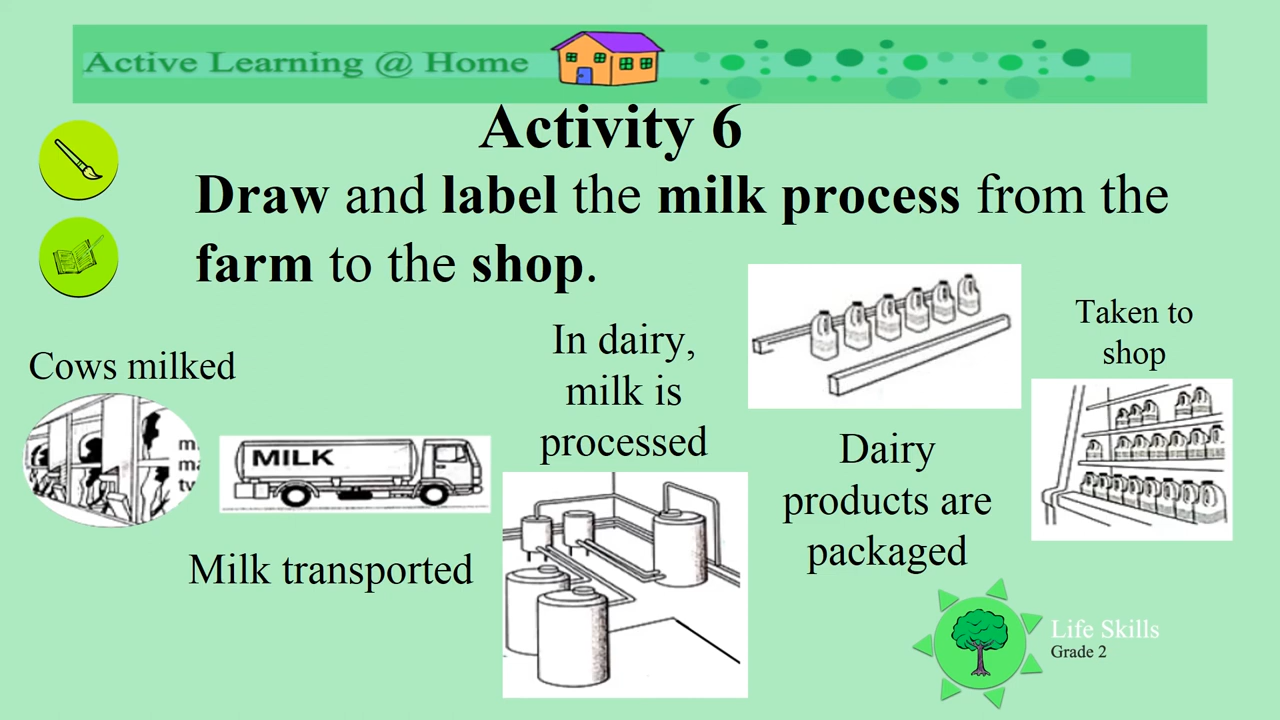 Active Learning @ Home
Activity 6
Draw and label the milk process from the
farm to the shop.
Cows milked
MILK
Milk transported
In dairy,
milk is
processed
Dairy
products are
packaged
Taken to
shop
Life Skills
Grade 2